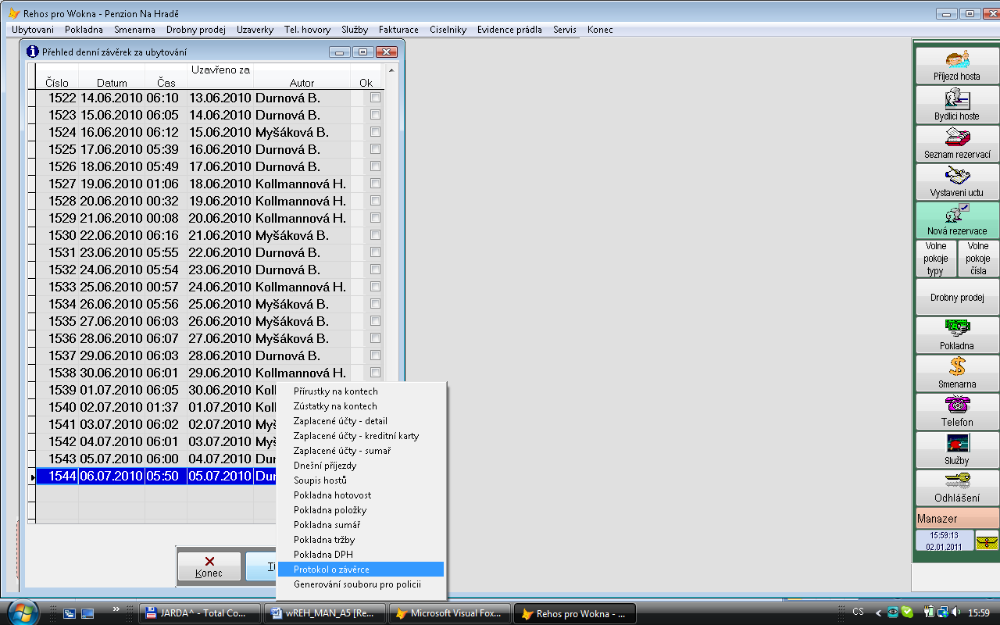 Rehos pro Wokna - Penzion Na Hradě
Ubytovani Pokladna Smenarna Drobny prodej Uzaverky Tel. hovory Služby Fakturace Ciselniky Evidence prádla Servis Konec
Přehled denní závěrek za ubytování
Číslo Datum Čas Uzavřeno za Autor Ok
1522 14.06.2010 06:10 13.06.2010 Durnová B.
1523 15.06.2010 06:05 14.06.2010 Durnová B.
1524 16.06.2010 06:12 15.06.2010 Myšáková B.
1525 17.06.2010 05:39 16.06.2010 Durnová B.
1526 18.06.2010 05:49 17.06.2010 Durnová B.
1527 19.06.2010 01:06 18.06.2010 Kollmannová H.
1528 20.06.2010 00:32 19.06.2010 Kollmannová H.
1529 21.06.2010 00:08 20.06.2010 Kollmannová H.
1530 22.06.2010 06:16 21.06.2010 Myšáková B.
1531 23.06.2010 05:55 22.06.2010 Durnová B.
1532 24.06.2010 05:54 23.06.2010 Durnová B.
1533 25.06.2010 00:57 24.06.2010 Kollmannová H.
1534 26.06.2010 05:56 25.06.2010 Myšáková B.
1535 27.06.2010 06:03 26.06.2010 Myšáková B.
1536 28.06.2010 06:07 27.06.2010 Myšáková B.
1537 29.06.2010 06:03 28.06.2010 Durnová B.
1538 30.06.2010 06:01 29.06.2010 Kollmannová H.
1539 01.07.2010 06:05 30.06.2010 Koll
1540 02.07.2010 01:37 01.07.2010 Koll
1541 03.07.2010 06:02 02.07.2010 Myš
1542 04.07.2010 06:01 03.07.2010 Myš
1543 05.07.2010 06:00 04.07.2010 Dur
1544 06.07.2010 05:50 05.07.2010 Dur
Konec
Ti
Přírustky na kontech
Zústatky na kontech
Zaplacené účty - detail
Zaplacené účty - kreditní karty
Zaplacené účty - sumař
Dnešní příjezdy
Soupis hostů
Pokladna hotovost
Pokladna položky
Pokladna sumář
Pokladna tržby
Pokladna DPH
Protokol o závěrce
Generování souboru pro policii
Příjezd hosta
Bydlici hoste
Seznam rezervací
Vystaveni uctu
Nová rezervace
Volne pokoje typy
Volne pokoje čísla
Drobny prodej
Pokladna
Smenarna
Telefon
Služby
Odhlášení
Manazer
15:59:13
02.01.2011
JARDA^ - Total Co... wREH_MAN_A5 [Re... Microsoft Visual Fox... Rehos pro Wokna - ... CS 15:59